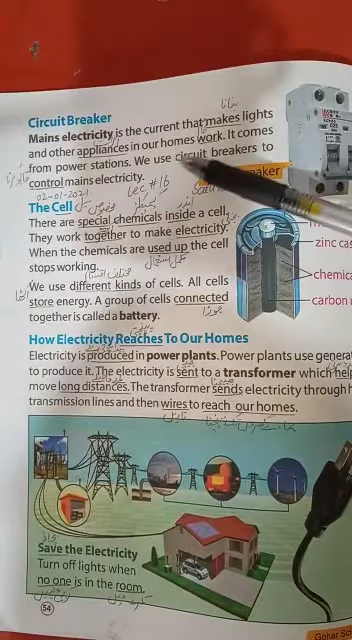 Circuit Breaker
Mains electricity is the current that makes lights
and other appliances in our homes work. It comes
from power stations. We use circuit breakers to
control mains electricity.
02-01-2021
Lec # 16
The Cell
There are special chemicals inside a cell.
They work together to make electricity.
When the chemicals are used up the cell
stops working.
We use different kinds of cells. All cells
store energy. A group of cells connected
together is called a battery.
zinc cas
chemica
carbon
How Electricity Reaches To Our Homes
Electricity is produced in power plants. Power plants use genera
to produce it. The electricity is sent to a transformer which help
move long distances. The transformer sends electricity through h
transmission lines and then wires to reach our homes.
Save the Electricity
Turn off lights when
no one is in the room.
54
Gohar